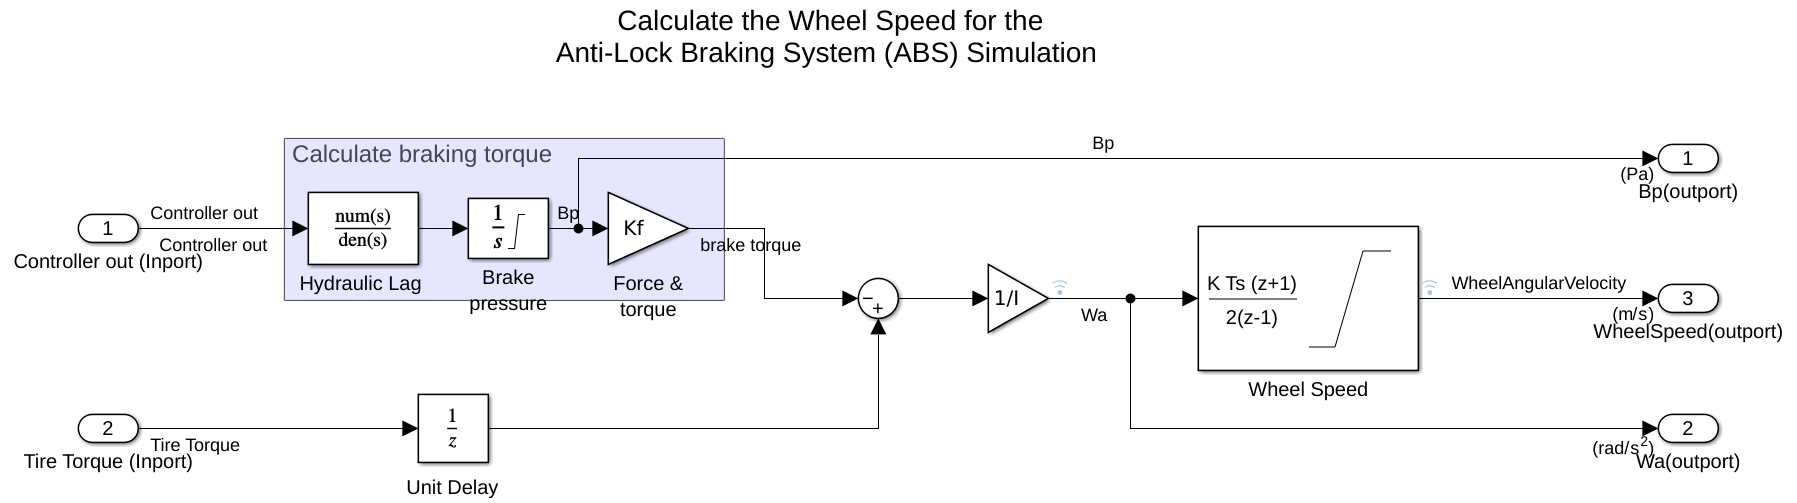 Calculate the Wheel Speed for the
Anti-Lock Braking System (ABS) Simulation
Calculate braking torque
Bp
1
(Pa)
Bp(outport)
1
Controller out
Controller out
Controller out (Inport)
num(s)
den(s)
Hydraulic Lag
1
s
Brake
pressure
Bp
Kf
Force &
torque
brake torque
−
+
1/I
Wa
K Ts (z+1)
2(z-1)
Wheel Speed
WheelAngularVelocity
3
(m/s)
WheelSpeed(outport)
2
Tire Torque
Tire Torque (Inport)
1
z
Unit Delay
2
(rad/s²)
Wa(outport)